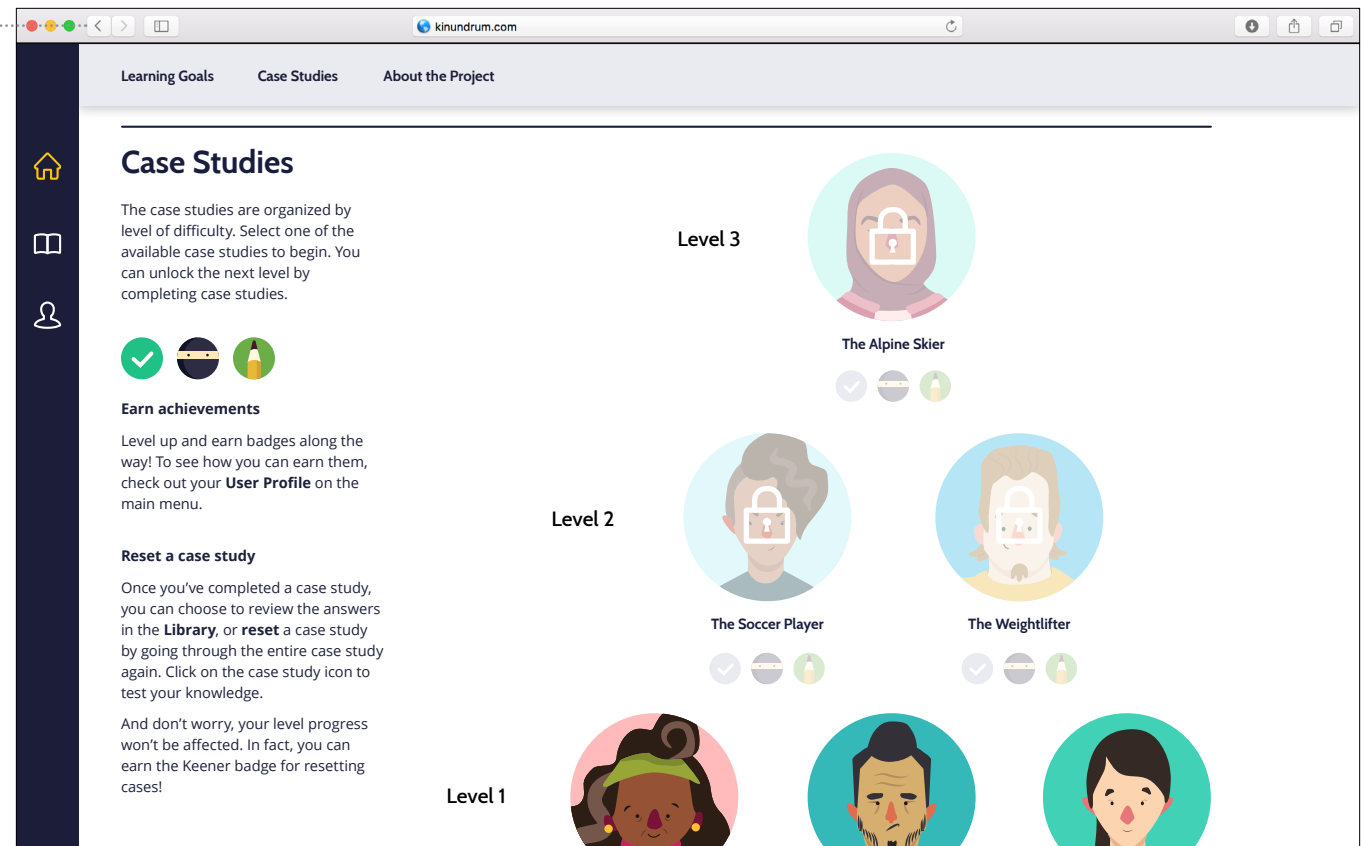 kinundrum.com
Learning Goals
Case Studies
About the Project
Case Studies
The case studies are organized by
level of difficulty. Select one of the
available case studies to begin. You
can unlock the next level by
completing case studies.
Earn achievements
Level up and earn badges along the
way! To see how you can earn them,
check out your User Profile on the
main menu.
Reset a case study
Once you’ve completed a case study,
you can choose to review the answers
in the Library, or reset a case study
by going through the entire case study
again. Click on the case study icon to
test your knowledge.
And don’t worry, your level progress
won’t be affected. In fact, you can
earn the Keener badge for resetting
cases!
Level 3
The Alpine Skier
Level 2
The Soccer Player
The Weightlifter
Level 1